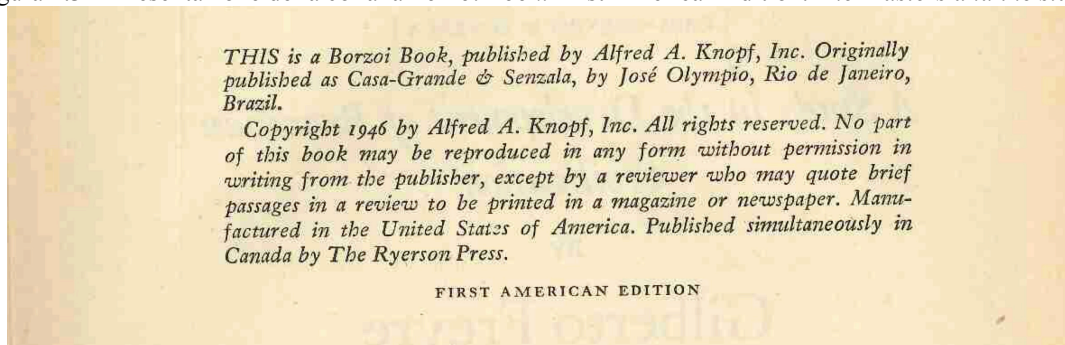 THIS is a Borzoi Book, published by Alfred A. Knopf, Inc. Originally
published as Casa-Grande & Senzala, by José Olympio, Rio de Janeiro,
Brazil.
Copyright 1946 by Alfred A. Knopf, Inc. All rights reserved. No part
of this book may be reproduced in any form without permission in
writing from the publisher, except by a reviewer who may quote brief
passages in a review to be printed in a magazine or newspaper. Manu-
factured in the United States of America. Published simultaneously in
Canada by The Ryerson Press.
FIRST AMERICAN EDITION
Gilberto Freyre